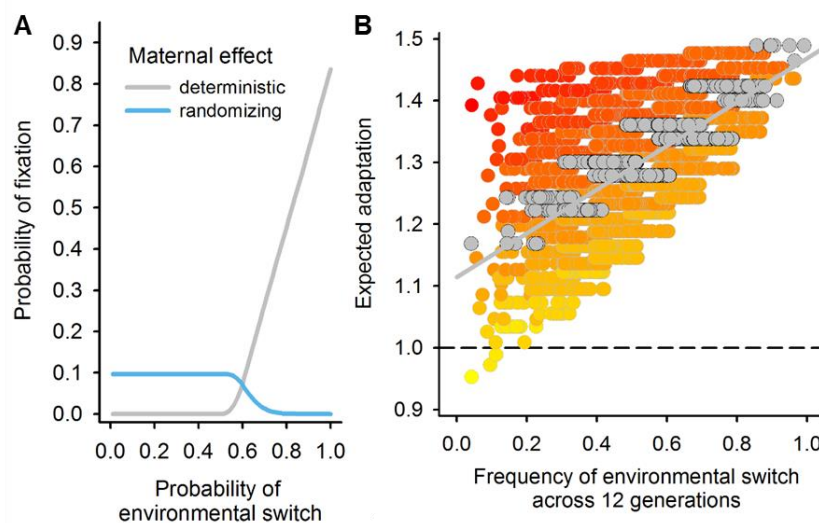 A
Maternal effect
deterministic
randomizing
Probability of fixation
0.9
0.8
0.7
0.6
0.5
0.4
0.3
0.2
0.1
0.0
0.0 0.2 0.4 0.6 0.8 1.0
Probability of
environmental switch
B
Expected adaptation
1.5
1.4
1.3
1.2
1.1
1.0
0.9
0.0 0.2 0.4 0.6 0.8 1.0
Frequency of environmental switch
across 12 generations